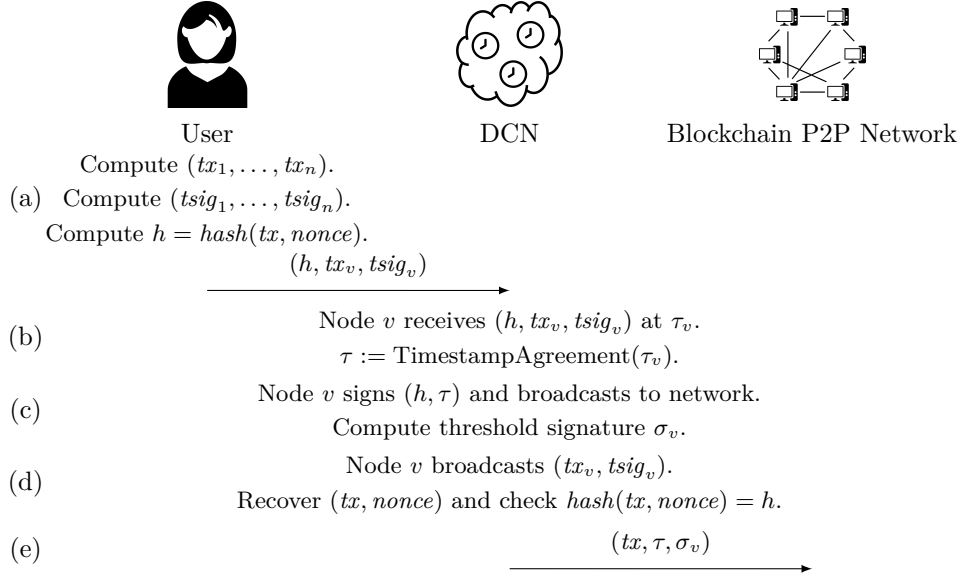 User DCN Blockchain P2P Network
Compute (tx₁, . . . , txₙ).
(a) Compute (tsig₁, . . . , tsigₙ).
Compute h = hash(tx, nonce).
(h, txᵥ, tsigᵥ)
Node v receives (h, txᵥ, tsigᵥ) at τᵥ.
(b)
τ := TimestampAgreement(τᵥ).
Node v signs (h, τ) and broadcasts to network.
(c)
Compute threshold signature σᵥ.
Node v broadcasts (txᵥ, tsigᵥ).
(d)
Recover (tx, nonce) and check hash(tx, nonce) = h.
(tx, τ, σᵥ)
(e)